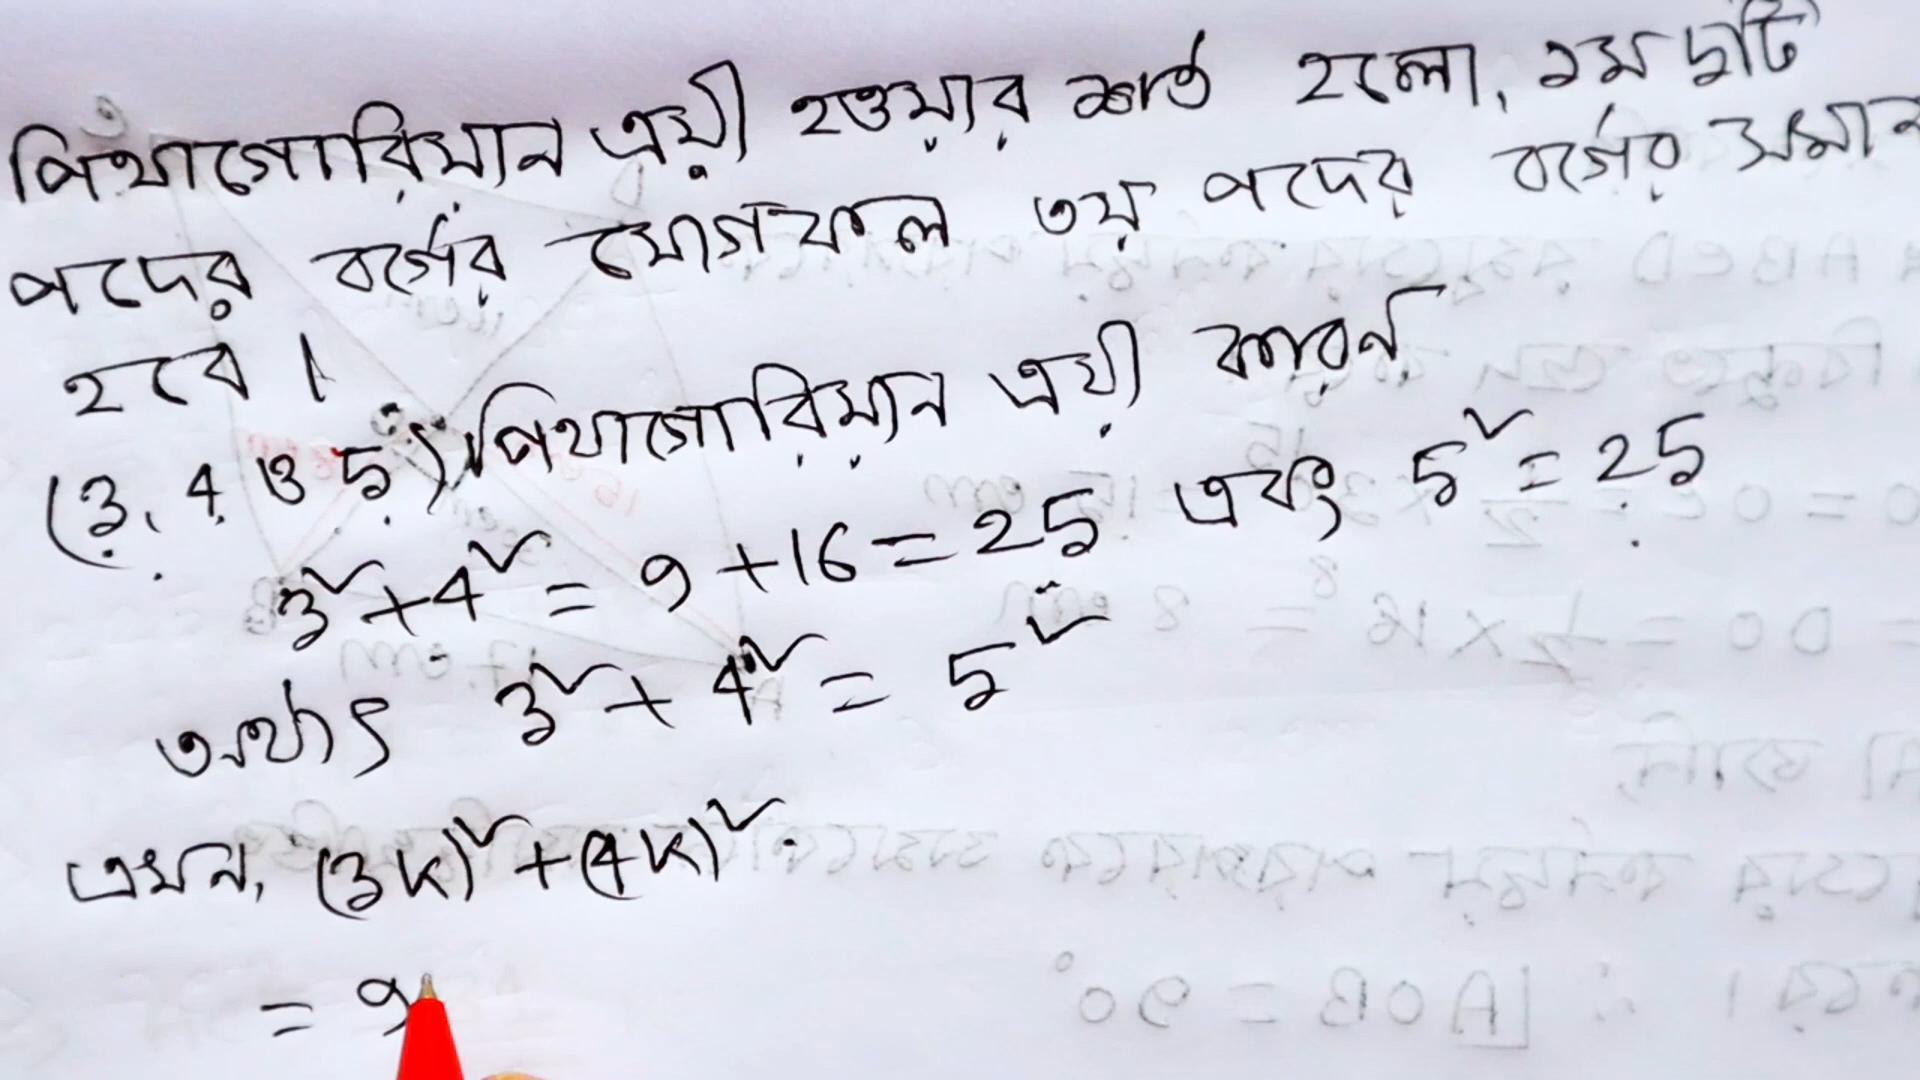 পিথাগোরিয়ান ত্রয়ী হওয়ার শর্ত হলো, ১ম দুটি
পদের বর্গের যোগফল ৩য় পদের বর্গের সমান
হবে।
(3, 4 ও 5) পিথাগোরিয়ান ত্রয়ী কারণ
3² + 4² = 9 + 16 = 25 এবং 5² = 25
অর্থাৎ 3² + 4² = 5²
এখন, (3k)² + (4k)²
= 9